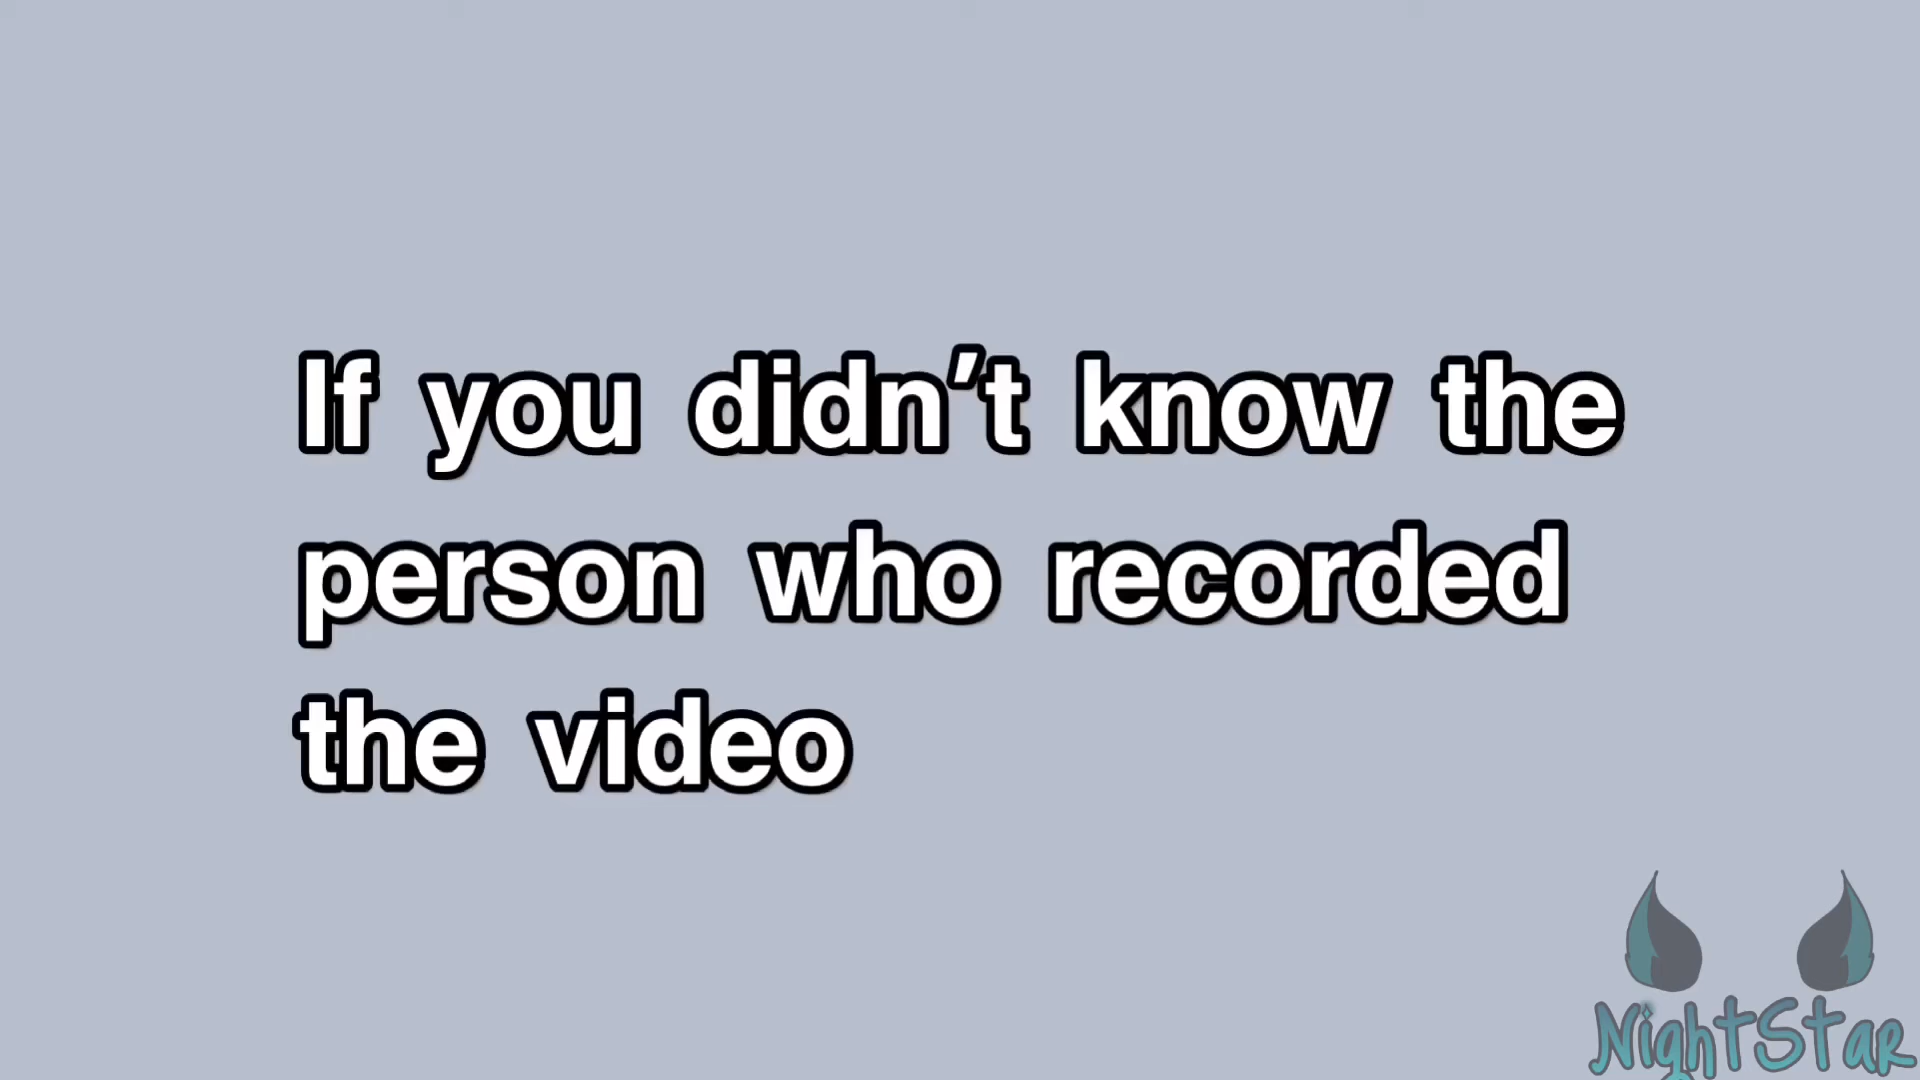 If you didn’t know the
person who recorded
the video
NightStar